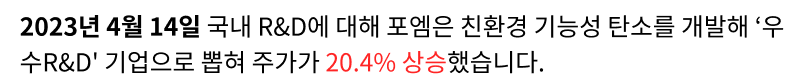 2023년 4월 14일 국내 R&D에 대해 포엠은 친환경 기능성 탄소를 개발해 ‘우
수R&D' 기업으로 뽑혀 주가가 20.4% 상승했습니다.